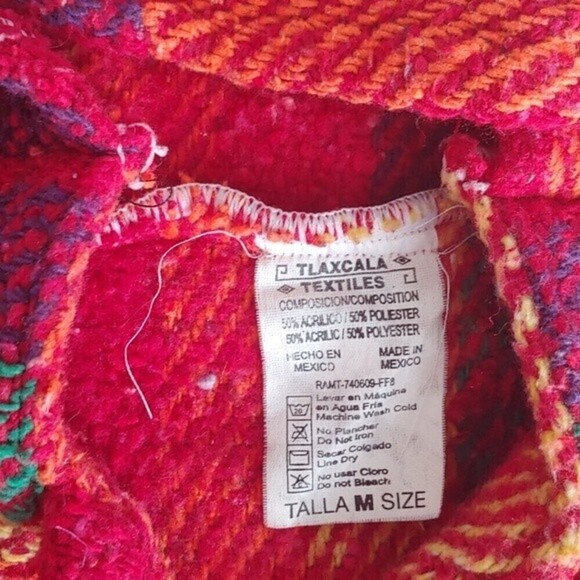 TLAXCALA
TEXTILES
COMPOSICION/COMPOSITION
50% ACRILICO / 50% POLIESTER
50% ACRILIC / 50% POLYESTER
HECHO EN MEXICO
MADE IN MEXICO
RAMT-740609-FF8
Lavar en Máquina
en Agua Fría
Machine Wash Cold
No Planchar
Do Not Iron
Secar Colgado
Line Dry
No usar Cloro
Do not Bleach
TALLA M SIZE